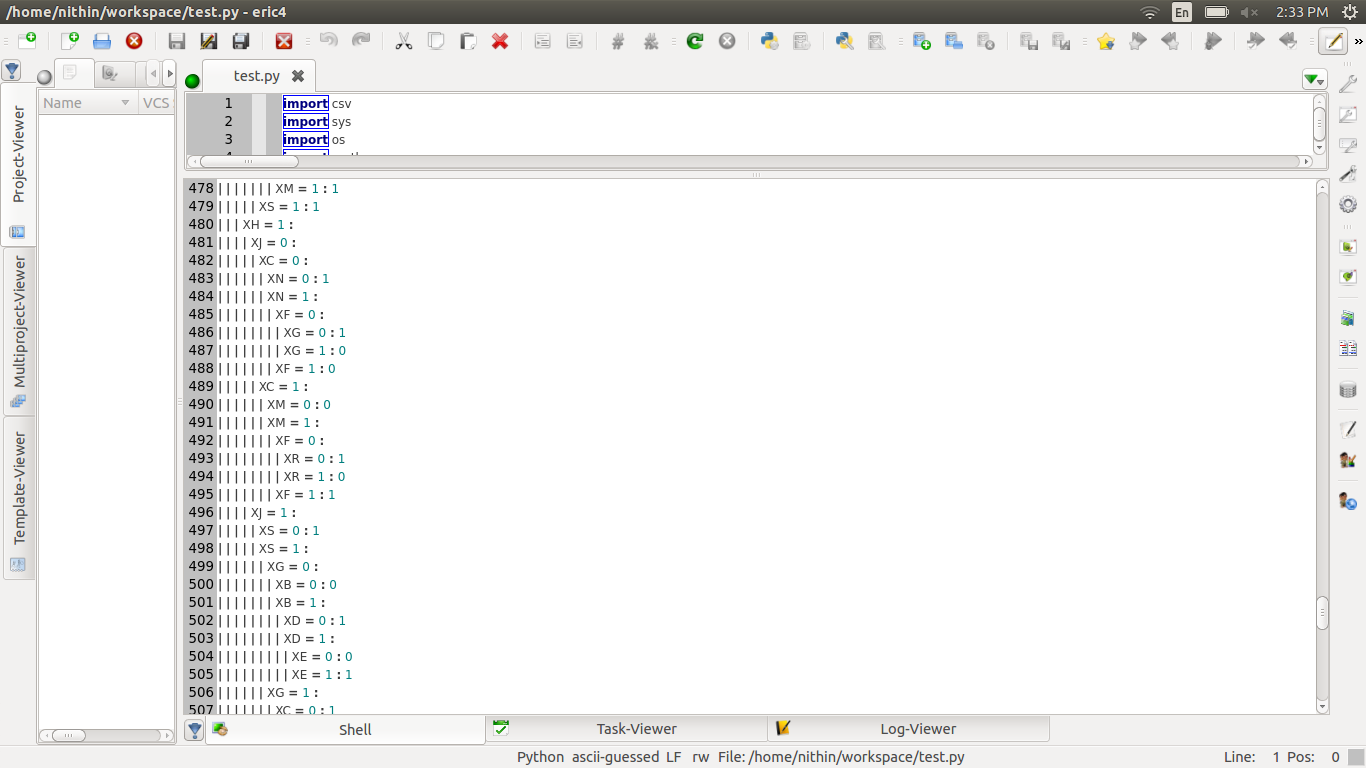 /home/nithin/workspace/test.py - eric4
En
2:33 PM
test.py
Name
VCS
Project-Viewer
Multiproject-Viewer
Template-Viewer
1 import csv
2 import sys
3 import os
478 | | | | | | | XM = 1 : 1
479 | | | | | XS = 1 : 1
480 | | | XH = 1 :
481 | | | | XJ = 0 :
482 | | | | | XC = 0 :
483 | | | | | | XN = 0 : 1
484 | | | | | | XN = 1 :
485 | | | | | | | XF = 0 :
486 | | | | | | | | XG = 0 : 1
487 | | | | | | | | XG = 1 : 0
488 | | | | | | | XF = 1 : 0
489 | | | | | XC = 1 :
490 | | | | | | XM = 0 : 0
491 | | | | | | XM = 1 :
492 | | | | | | | XF = 0 :
493 | | | | | | | | XR = 0 : 1
494 | | | | | | | | XR = 1 : 0
495 | | | | | | | XF = 1 : 1
496 | | | | XJ = 1 :
497 | | | | | XS = 0 : 1
498 | | | | | XS = 1 :
499 | | | | | | XG = 0 :
500 | | | | | | | XB = 0 : 0
501 | | | | | | | XB = 1 :
502 | | | | | | | | XD = 0 : 1
503 | | | | | | | | XD = 1 :
504 | | | | | | | | | XE = 0 : 0
505 | | | | | | | | | XE = 1 : 1
506 | | | | | | XG = 1 :
507 | | | | | | | XC = 0 : 1
Shell
Task-Viewer
Log-Viewer
Python ascii-guessed LF rw File: /home/nithin/workspace/test.py Line: 1 Pos: 0